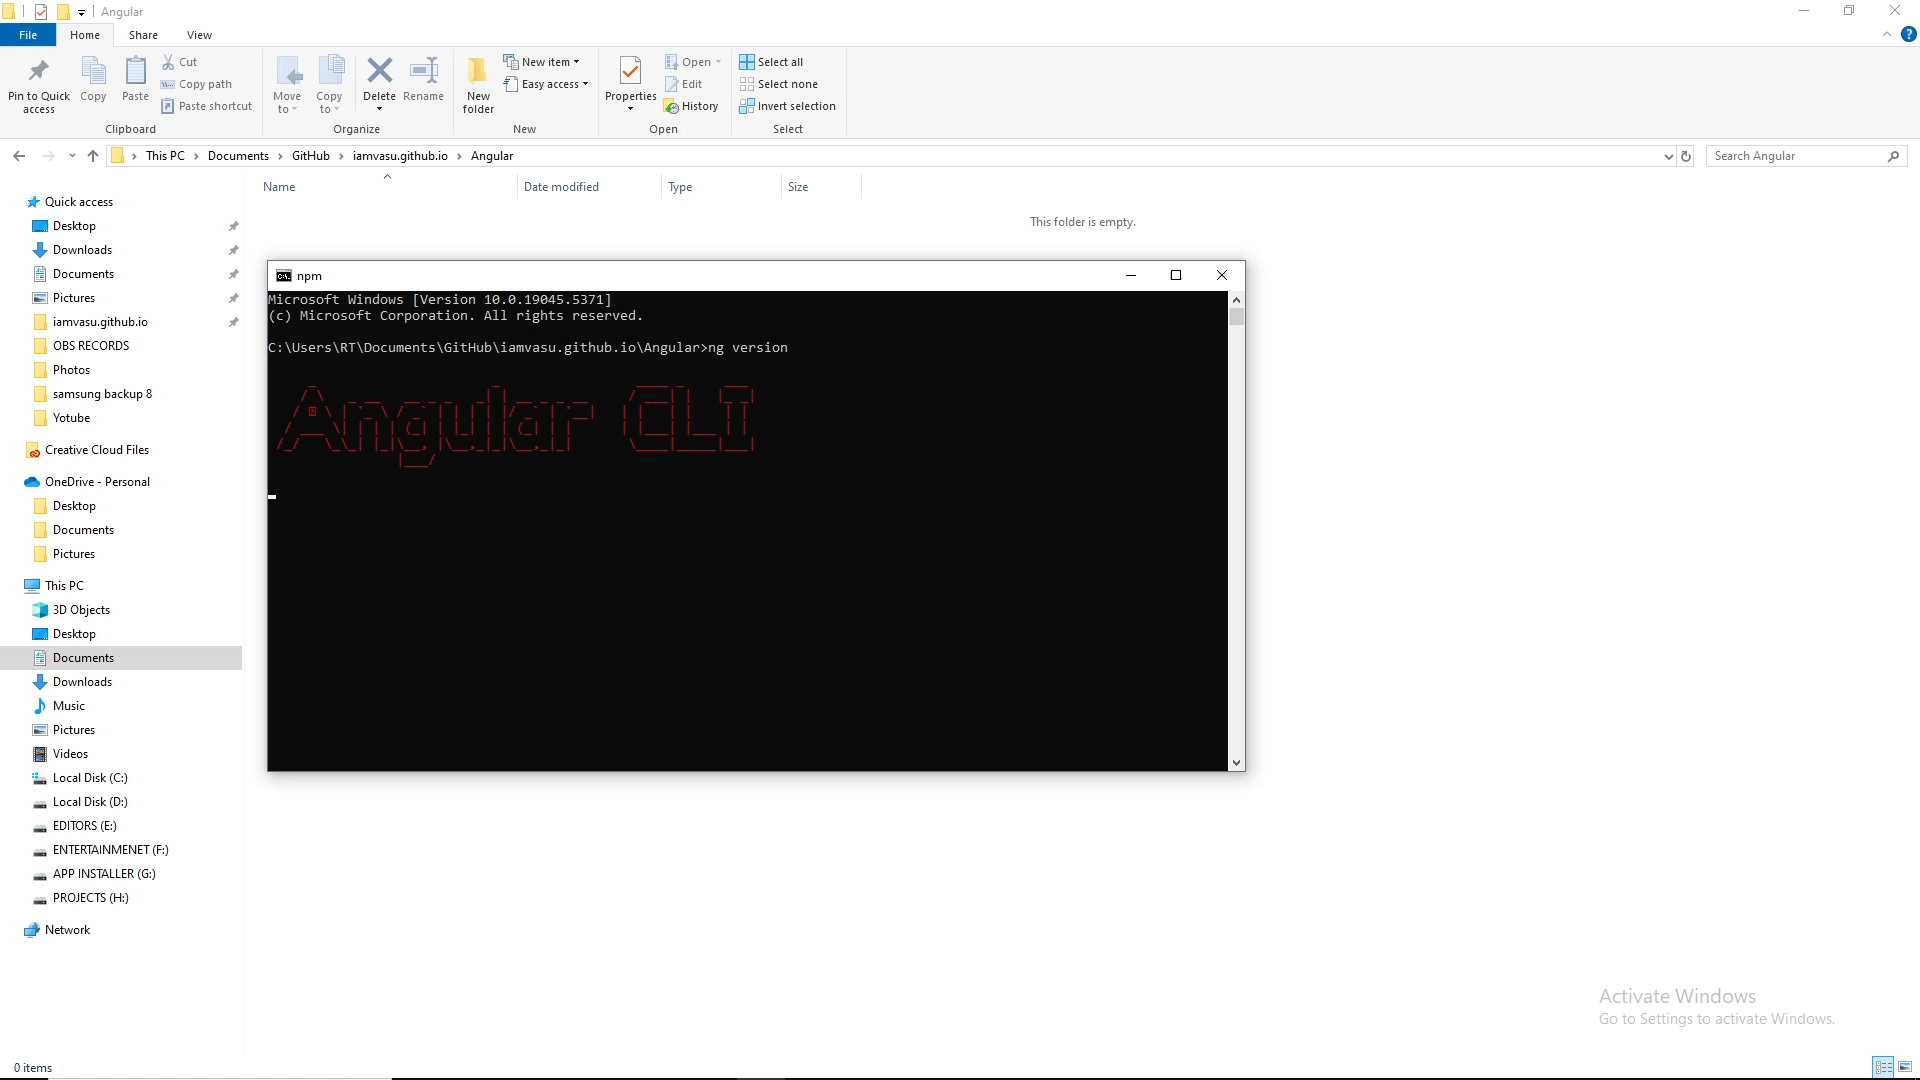 Angular
File Home Share View
Pin to Quick access
Copy
Paste
Cut
Copy path
Paste shortcut
Clipboard
Move to
Copy to
Delete
Rename
Organize
New folder
New item
Easy access
New
Properties
Open
Edit
History
Open
Select all
Select none
Invert selection
Select
This PC > Documents > GitHub > iamvasu.github.io > Angular
Search Angular
Name Date modified Type Size
This folder is empty.
Quick access
Desktop
Downloads
Documents
Pictures
iamvasu.github.io
OBS RECORDS
Photos
samsung backup 8
Yotube
Creative Cloud Files
OneDrive - Personal
Desktop
Documents
Pictures
This PC
3D Objects
Desktop
Documents
Downloads
Music
Pictures
Videos
Local Disk (C:)
Local Disk (D:)
EDITORS (E:)
ENTERTAINMENET (F:)
APP INSTALLER (G:)
PROJECTS (H:)
Network
npm
Microsoft Windows [Version 10.0.19045.5371]
(c) Microsoft Corporation. All rights reserved.
C:\Users\RT\Documents\GitHub\iamvasu.github.io\Angular>ng version
Angular CLI
Activate Windows
Go to Settings to activate Windows.
0 items